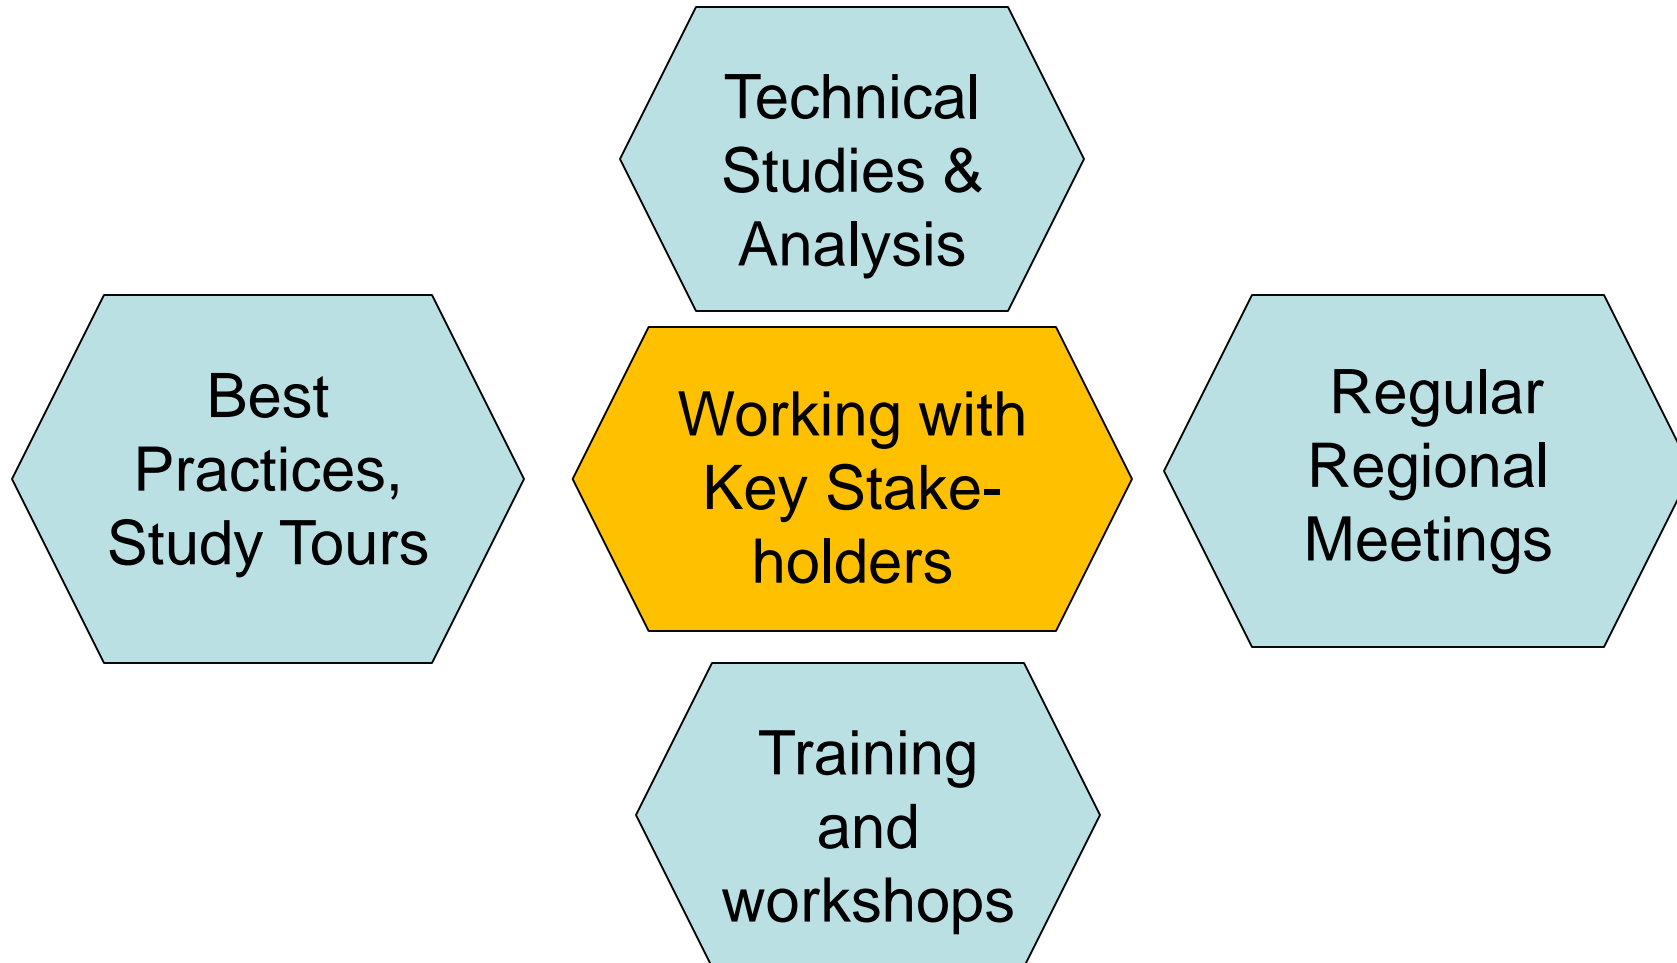 Technical
Studies &
Analysis
Best
Practices,
Study Tours
Working with
Key Stake-
holders
Regular
Regional
Meetings
Training
and
workshops